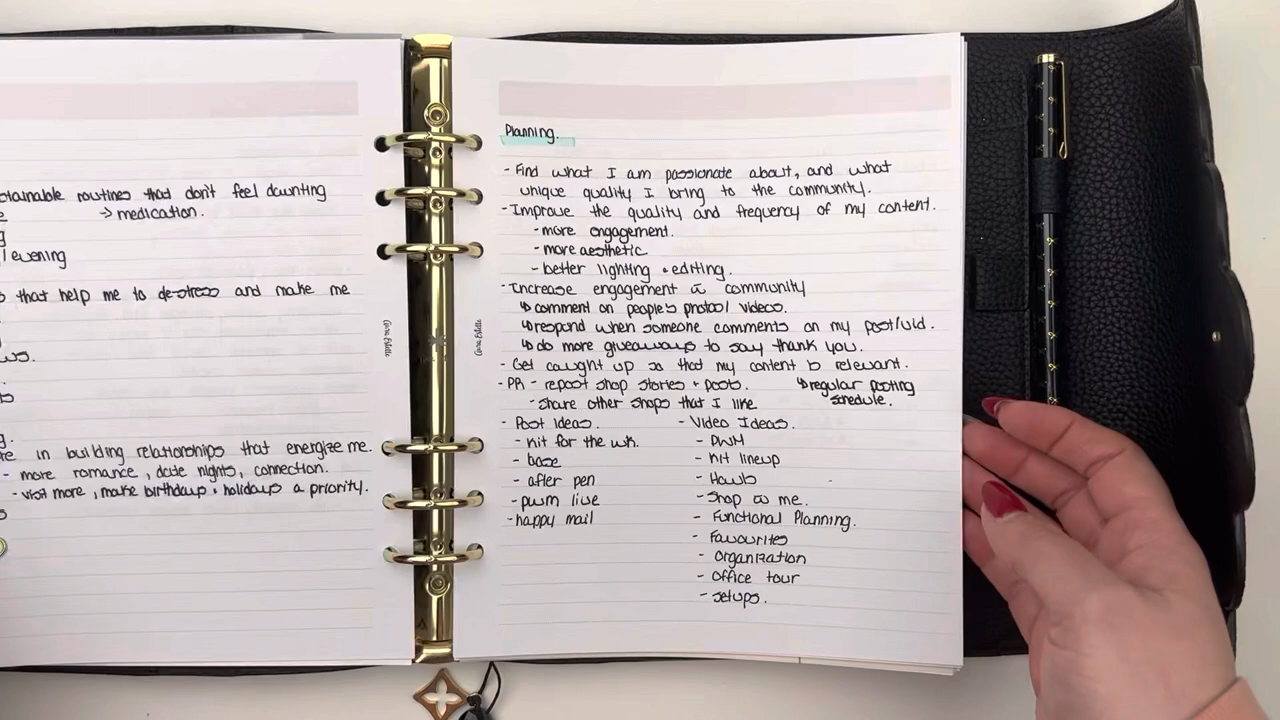 stainable routines that don't feel daunting
→ medication.
/evening
that help me to de-stress and make me
in building relationships that energize me.
- more romance, date nights, connection.
- visit more, make birthdays + holidays a priority.
Cara Estelle
Cara Estelle
Planning.
- Find what I am passionate about, and what
unique quality I bring to the community.
- Improve the quality and frequency of my content.
- more engagement.
- more aesthetic
- better lighting + editing.
- Increase engagement w community
↳ comment on people's photos/ videos.
↳ respond when someone comments on my post/vid.
↳ do more giveaways to say thank you.
- Get caught up so that my content is relevant.
- PR - repost shop stories + posts.
↳ regular posting
schedule.
- share other shops that I like
- Post Ideas.
- kit for the wk.
- base
- after pen
- pwm live
- happy mail
- Video Ideas.
- PWM
- kit lineup
- Hauls
- Shop w me.
- Functional Planning.
- Favourites
- Organization
- Office tour
- setups.